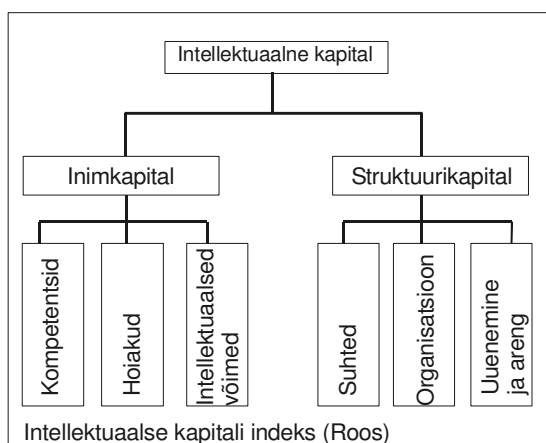 Intellektuaalne kapital
Inimkapital
Struktuurikapital
Kompetentsid
Hoiakud
Intellektuaalsed
võimed
Suhted
Organisatsioon
Uuenemine
ja areng
Intellektuaalse kapitali indeks (Roos)